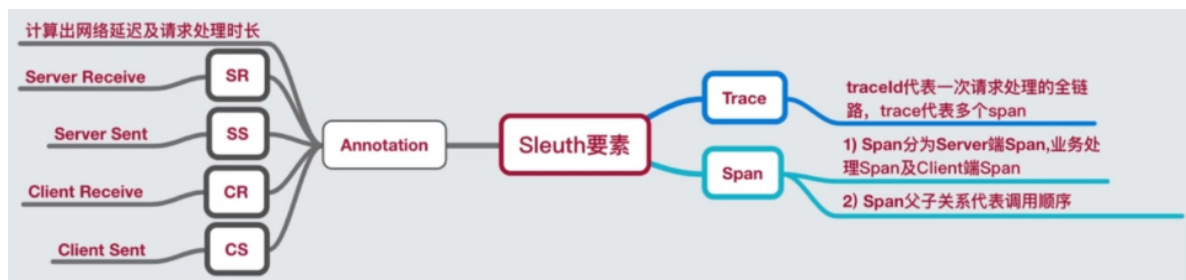 计算出网络延迟及请求处理时长
Server Receive
SR
Server Sent
SS
Client Receive
CR
Client Sent
CS
Annotation
Sleuth要素
Trace
traceId代表一次请求处理的全链
路，trace代表多个span
Span
1) Span分为Server端Span,业务处
理Span及Client端Span
2) Span父子关系代表调用顺序